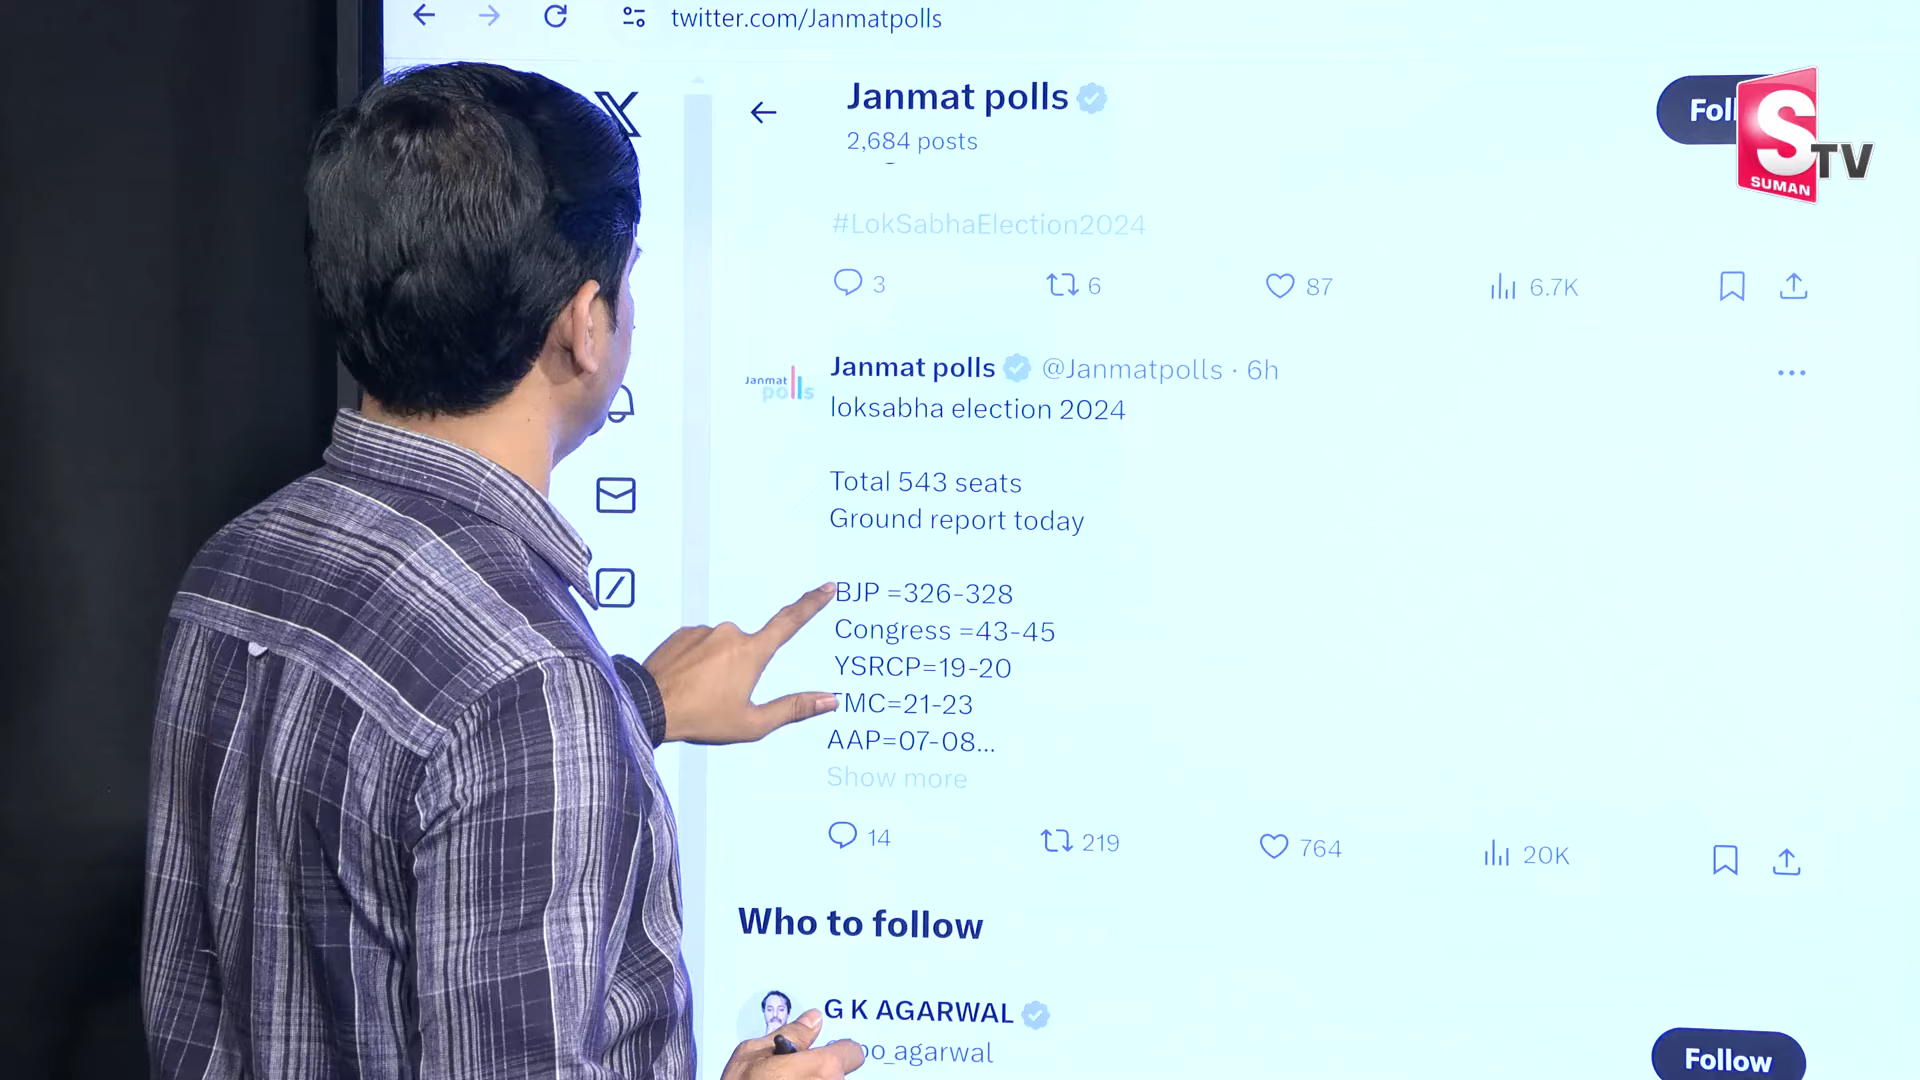 twitter.com/Janmatpolls
Janmat polls
2,684 posts
Foll
S
TV
SUMAN
#LokSabhaElection2024
3
6
87
6.7K
Janmat polls @Janmatpolls · 6h
Janmat
polls
loksabha election 2024
Total 543 seats
Ground report today
BJP =326-328
Congress =43-45
YSRCP=19-20
TMC=21-23
AAP=07-08...
Show more
14
219
764
20K
Who to follow
G K AGARWAL
_agarwal
Follow